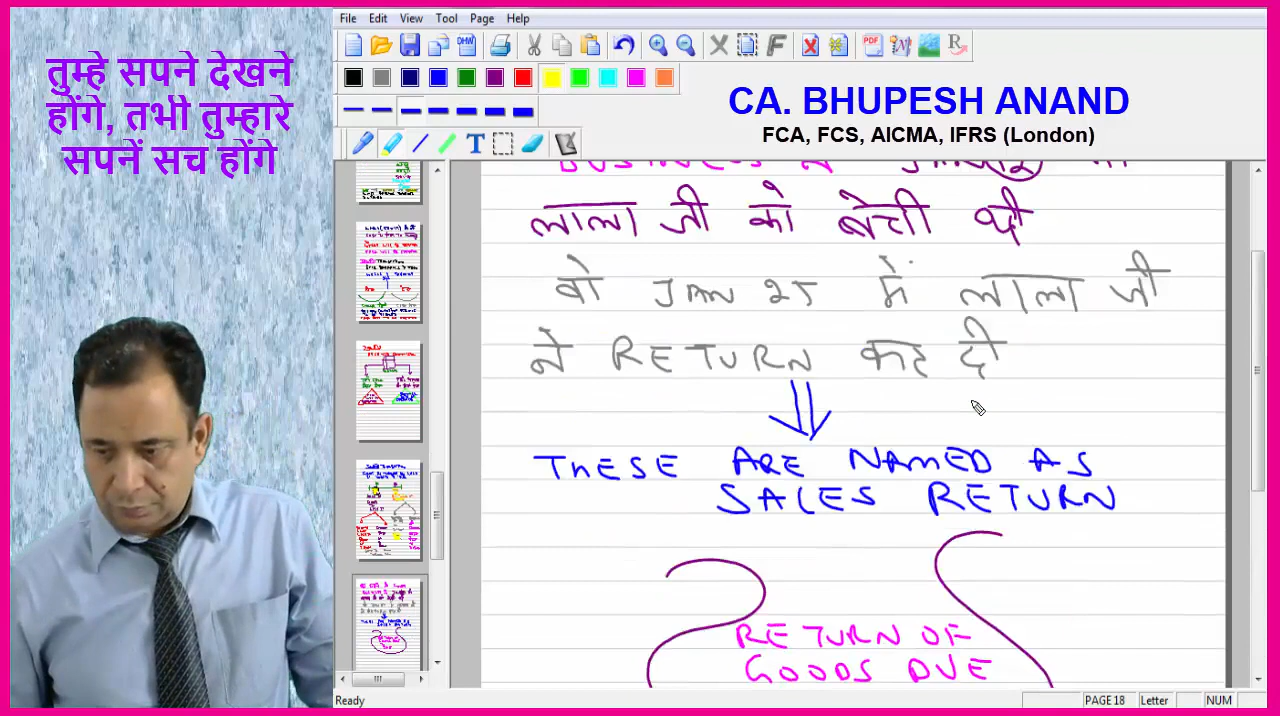 तुम्हे सपने देखने
होंगे, तभी तुम्हारे
सपनें सच होंगे
File Edit View Tool Page Help
CA. BHUPESH ANAND
FCA, FCS, AICMA, IFRS (London)
लाला जी को बेची थी
वो JAN 25 में लाला जी
ने RETURN कर दी
THESE ARE NAMED AS
SALES RETURN
RETURN OF
GOODS DUE
Ready
PAGE 18
Letter
NUM